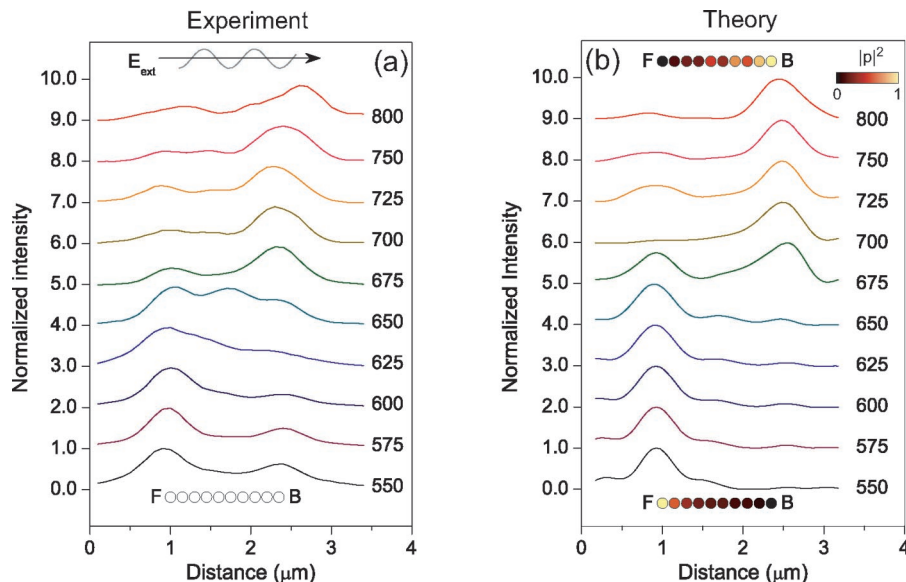 Experiment
Theory
E_ext
(a)
10.0
9.0
8.0
7.0
6.0
5.0
4.0
3.0
2.0
1.0
0.0
800
750
725
700
675
650
625
600
575
550
F B
Normalized intensity
0 1 2 3 4
Distance (μm)
(b)
F B
|p|²
0 1
10.0
9.0
8.0
7.0
6.0
5.0
4.0
3.0
2.0
1.0
0.0
800
750
725
700
675
650
625
600
575
550
F B
Normalized Intensity
0 1 2 3 4
Distance (μm)